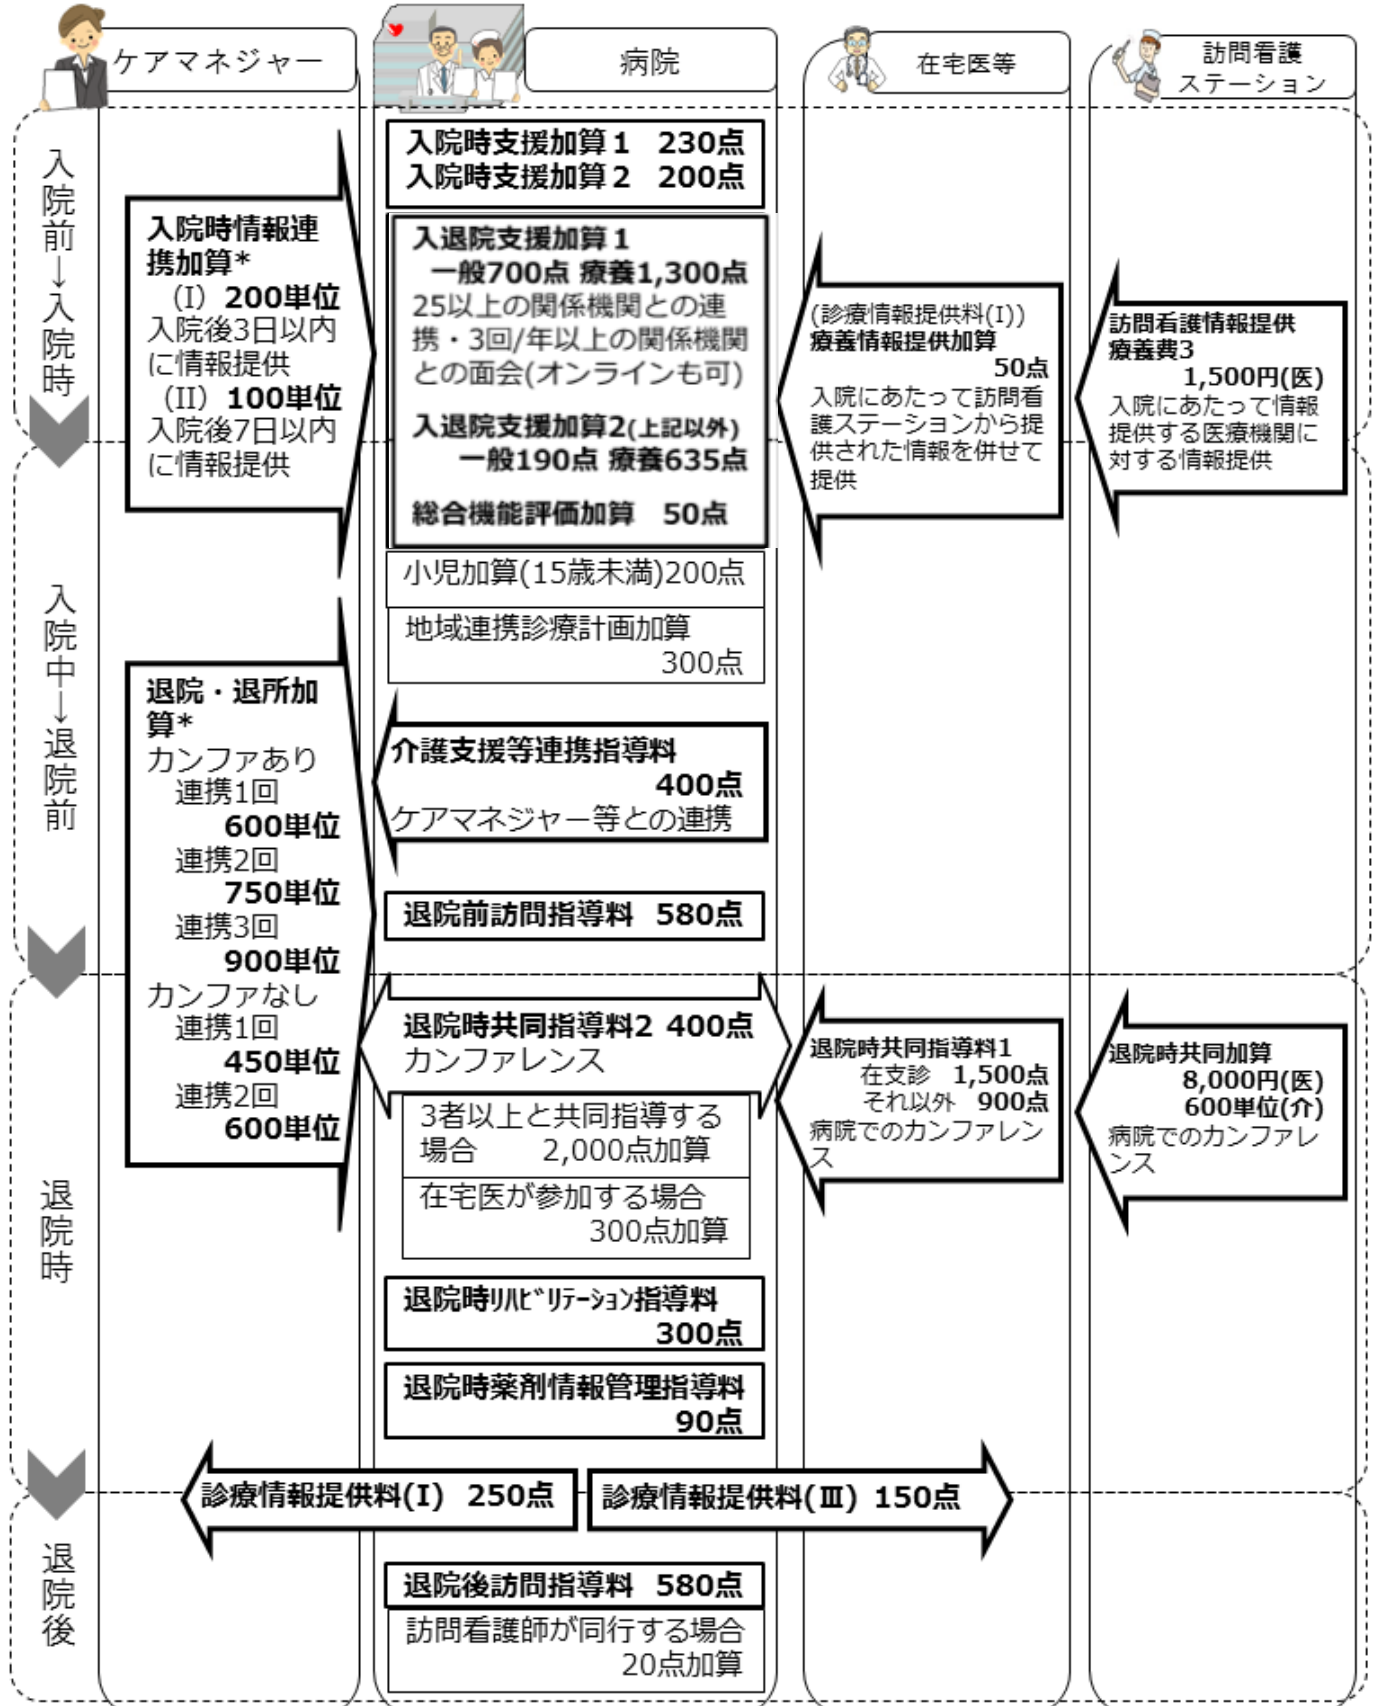 ケアマネジャー
病院
在宅医等
訪問看護
ステーション
入院前→入院時
入院時情報連
携加算*
(I) 200単位
入院後3日以内
に情報提供
(II) 100単位
入院後7日以内
に情報提供
入院時支援加算1 230点
入院時支援加算2 200点
入退院支援加算1
一般700点 療養1,300点
25以上の関係機関との連
携・3回/年以上の関係機関
との面会(オンラインも可)
入退院支援加算2(上記以外)
一般190点 療養635点
総合機能評価加算 50点
小児加算(15歳未満)200点
地域連携診療計画加算
300点
(診療情報提供料(I))
療養情報提供加算
50点
入院にあたって訪問看
護ステーションから提
供された情報を併せて
提供
訪問看護情報提供
療養費3
1,500円(医)
入院にあたって情報
提供する医療機関に
対する情報提供
入院中→退院前
退院・退所加
算*
カンファあり
連携1回
600単位
連携2回
750単位
連携3回
900単位
カンファなし
連携1回
450単位
連携2回
600単位
介護支援等連携指導料
400点
ケアマネジャー等との連携
退院前訪問指導料 580点
退院時
退院時共同指導料2 400点
カンファレンス
3者以上と共同指導する
場合 2,000点加算
在宅医が参加する場合
300点加算
退院時共同指導料1
在支診 1,500点
それ以外 900点
病院でのカンファレン
ス
退院時共同加算
8,000円(医)
600単位(介)
病院でのカンファレ
ンス
退院時ﾘﾊﾋﾞﾘﾃｰｼｮﾝ指導料
300点
退院時薬剤情報管理指導料
90点
診療情報提供料(I) 250点
診療情報提供料(Ⅲ) 150点
退院後
退院後訪問指導料 580点
訪問看護師が同行する場合
20点加算